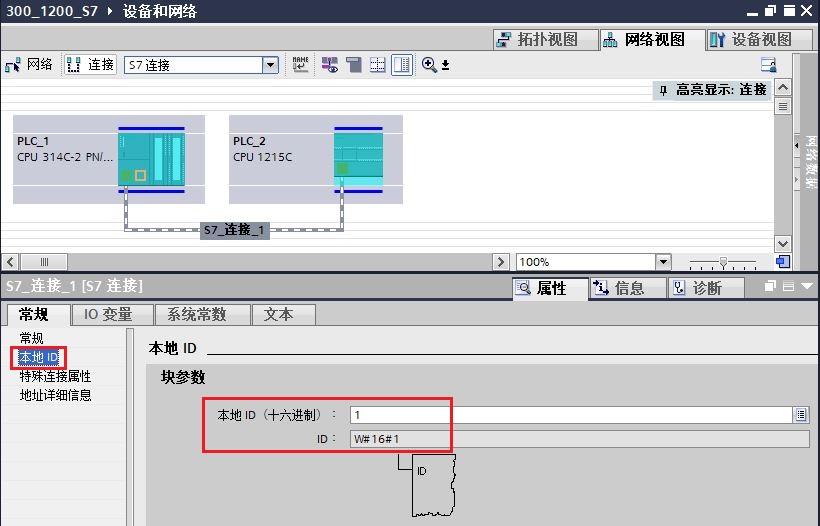 300_1200_S7 ▸ 设备和网络
拓扑视图 网络视图 设备视图
网络 连接 S7 连接
高亮显示: 连接
PLC_1
CPU 314C-2 PN/...
PLC_2
CPU 1215C
网络数据
S7_连接_1
100%
S7_连接_1 [S7 连接]
属性 信息 诊断
常规 IO 变量 系统常数 文本
常规
本地 ID
特殊连接属性
地址详细信息
本地 ID
块参数
本地 ID（十六进制）： 1
ID： W#16#1
ID